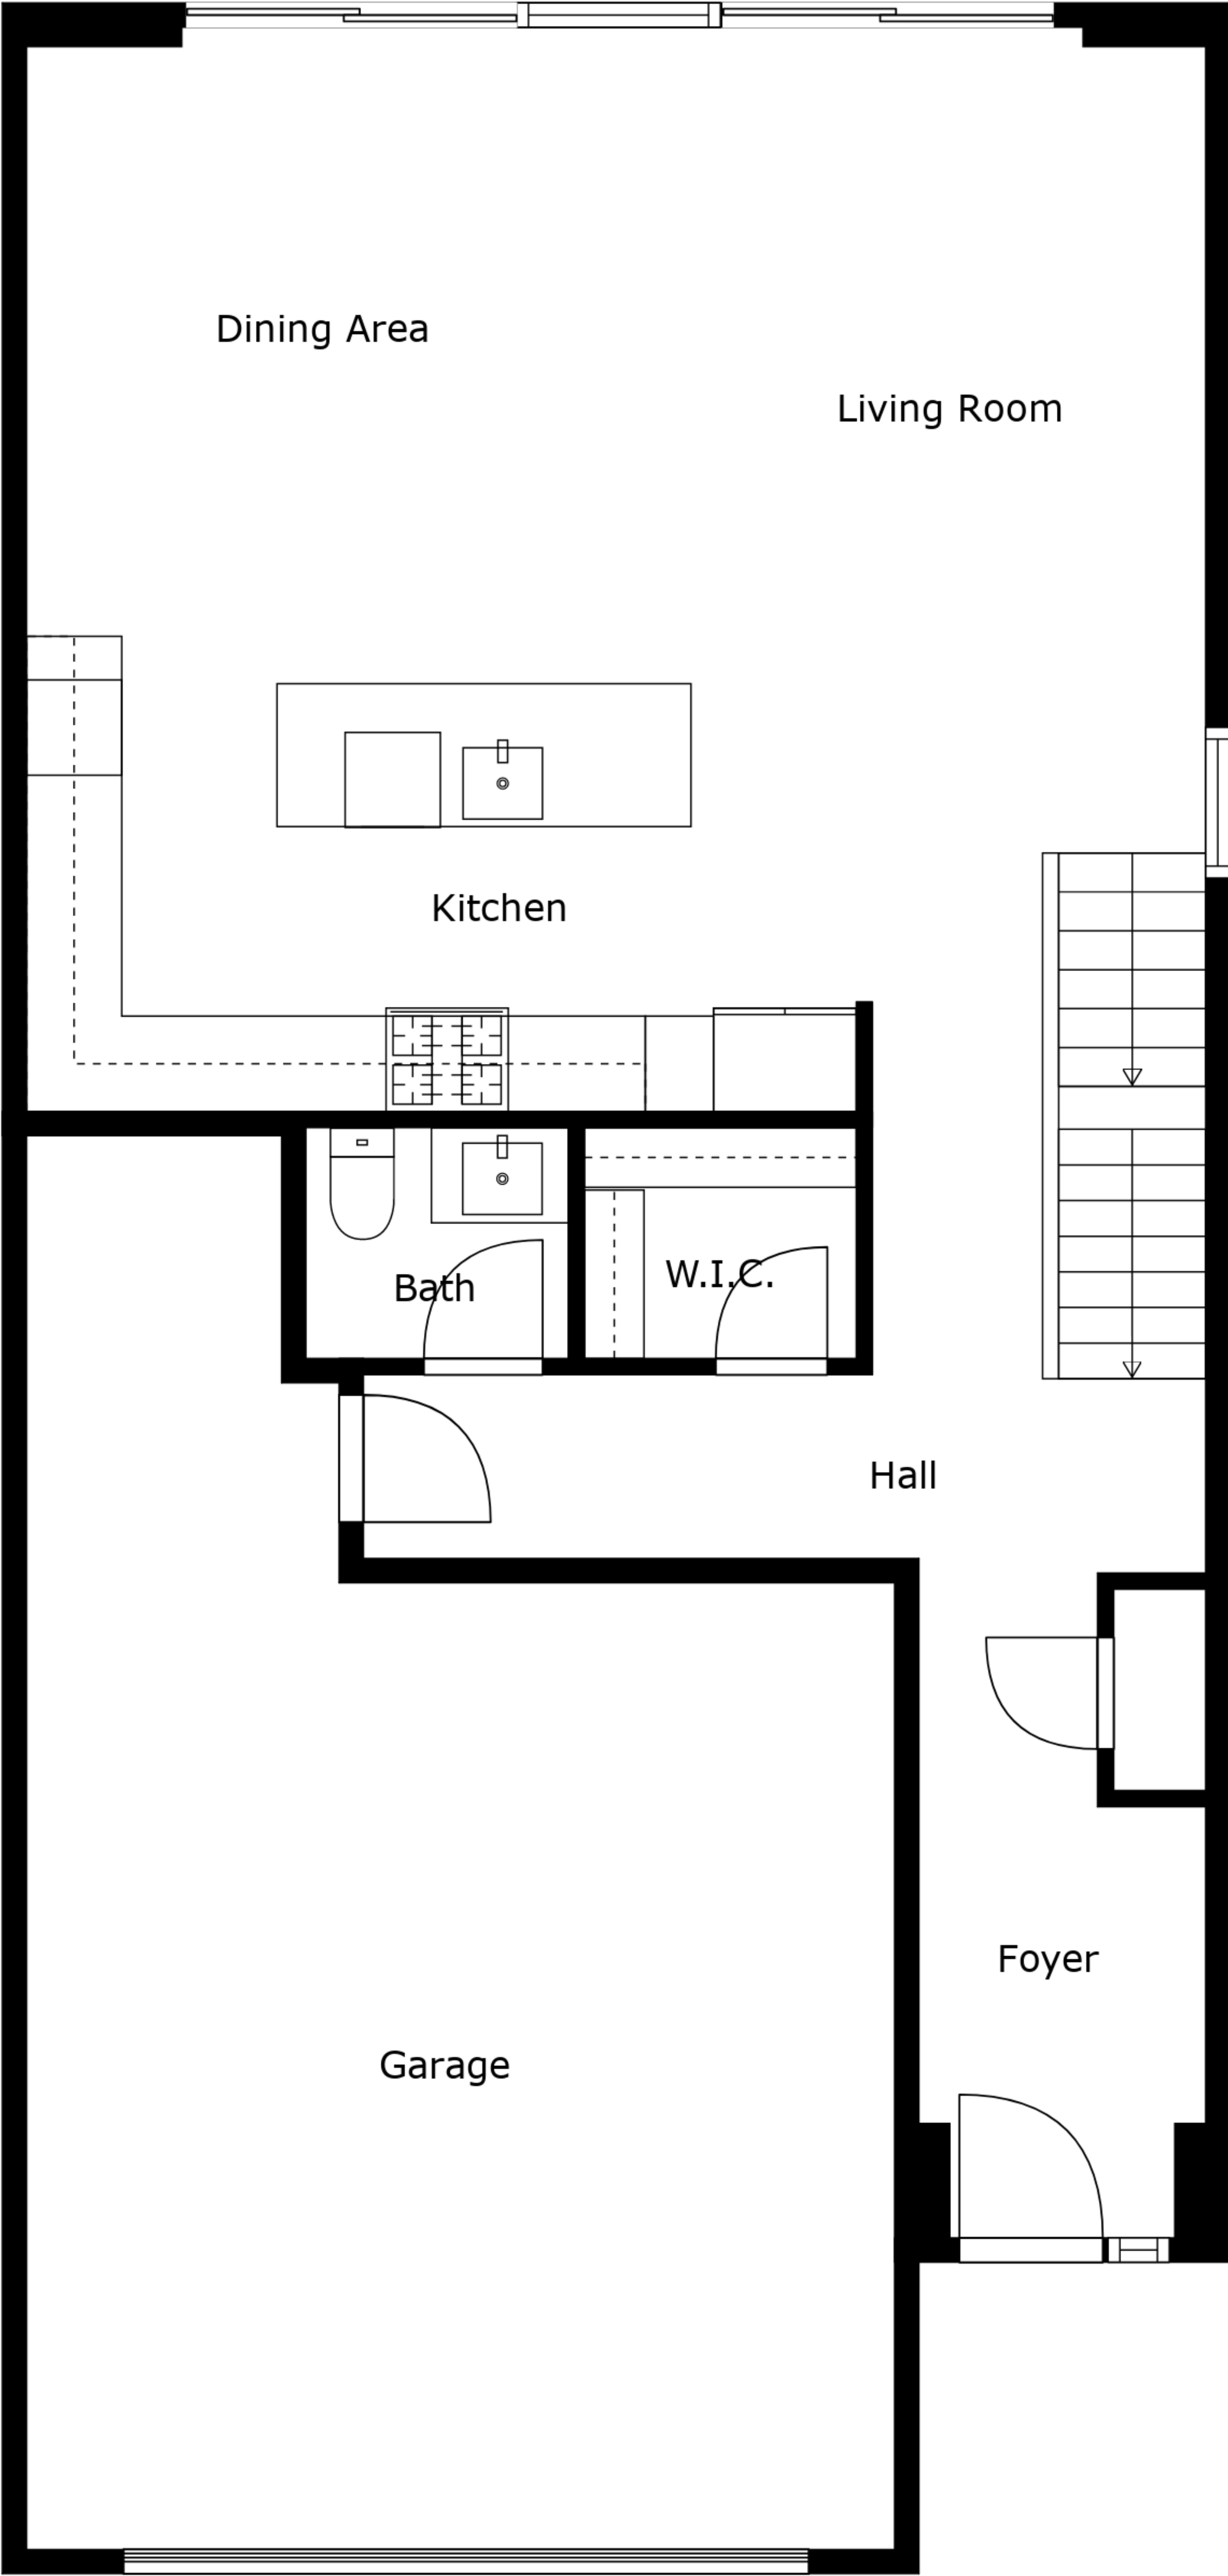 Dining Area
Living Room
Kitchen
Bath
W.I.C.
Hall
Foyer
Garage